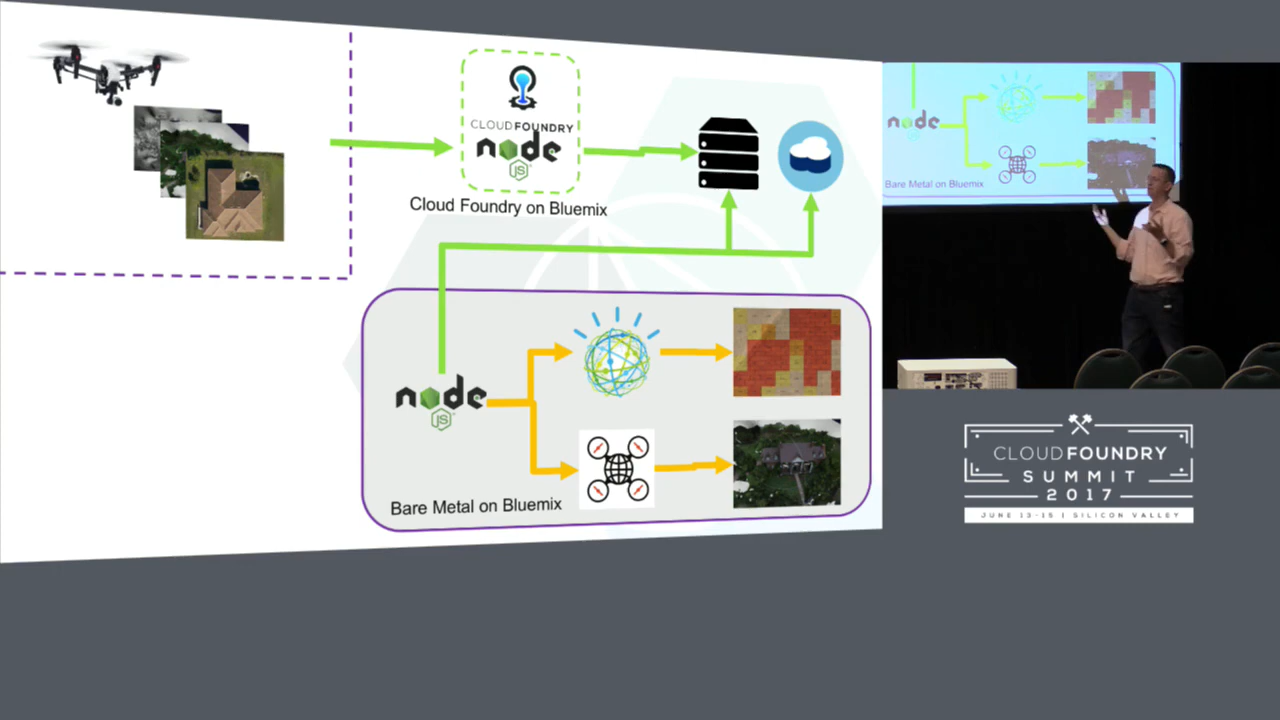 CLOUDFOUNDRY
node
JS
Cloud Foundry on Bluemix
node
JS
Bare Metal on Bluemix
node
Bare Metal on Bluemix
CLOUDFOUNDRY
SUMMIT
2017
JUNE 13-15 | SILICON VALLEY